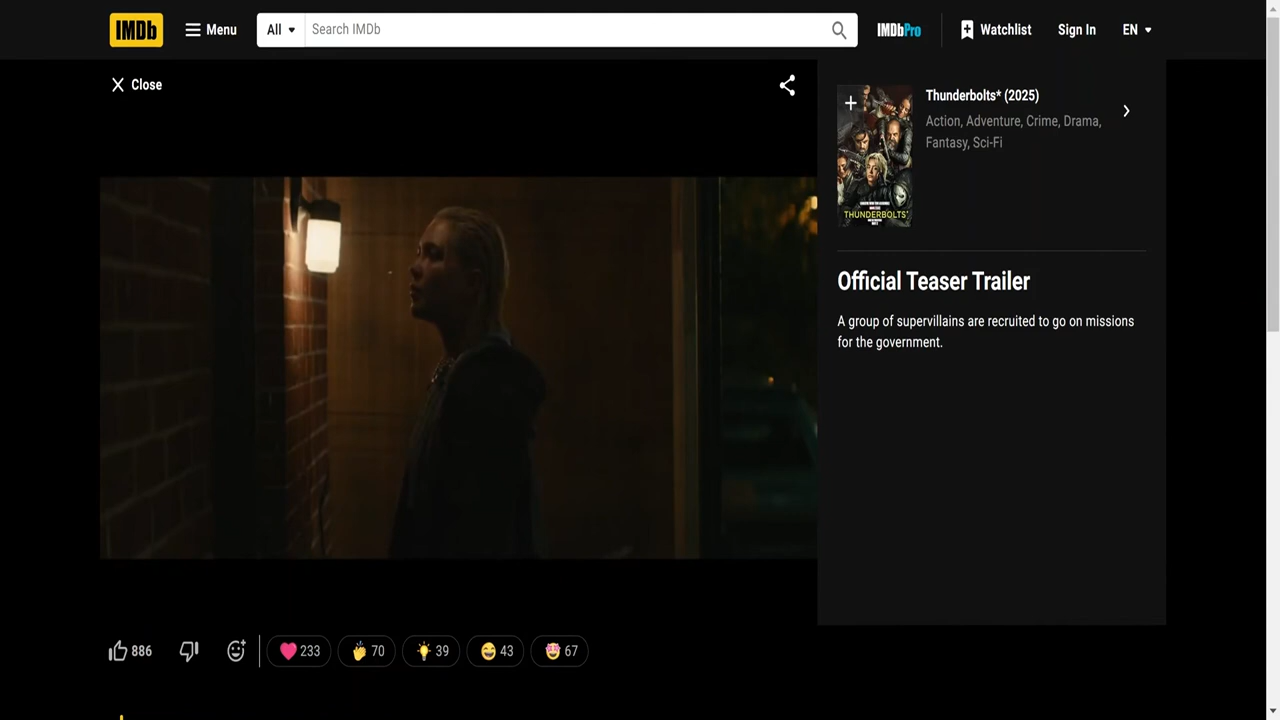 IMDb
Menu
All
Search IMDb
IMDbPro
Watchlist
Sign In
EN
Close
Thunderbolts* (2025)
Action, Adventure, Crime, Drama,
Fantasy, Sci-Fi
THUNDERBOLTS*
Official Teaser Trailer
A group of supervillains are recruited to go on missions
for the government.
886
233
70
39
43
67